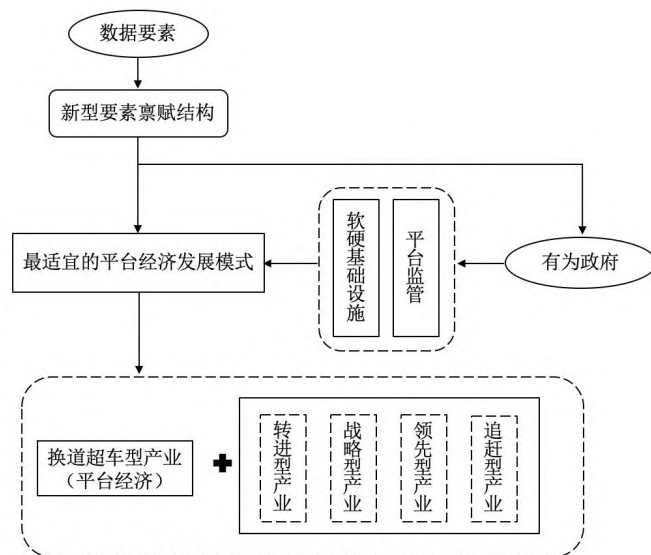 数据要素
新型要素禀赋结构
最适宜的平台经济发展模式
软硬基础设施
平台监管
有为政府
换道超车型产业
（平台经济）
转进型产业
战略型产业
领先型产业
追赶型产业